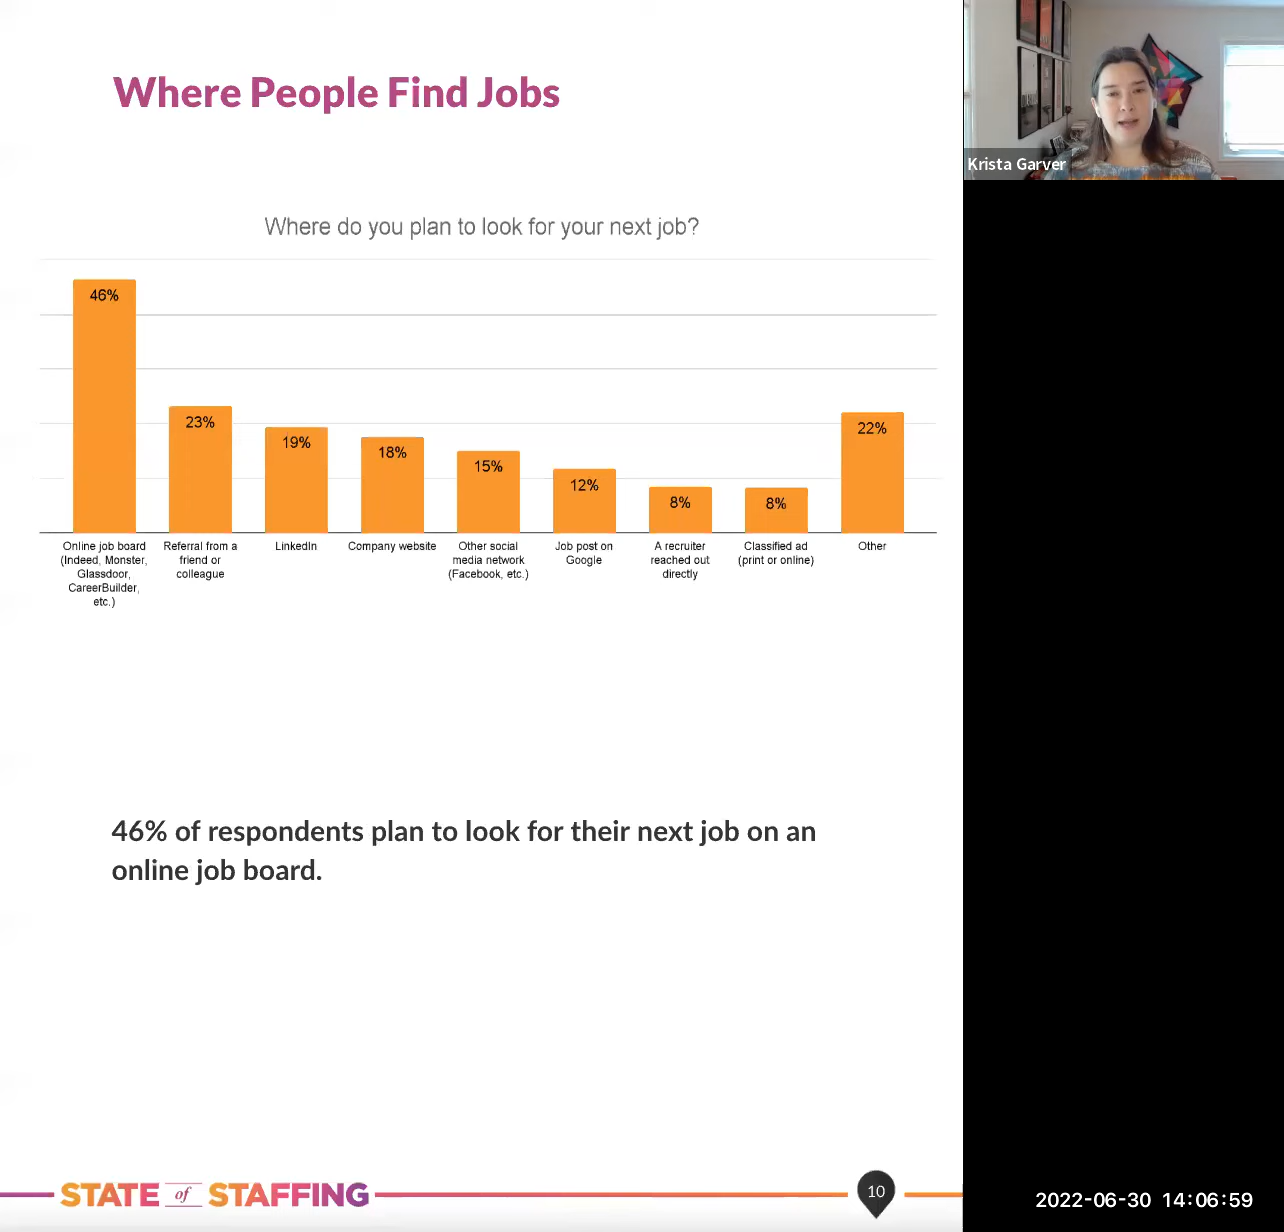 Where People Find Jobs
Krista Garver
Where do you plan to look for your next job?
46%
23%
19%
18%
15%
12%
8%
8%
22%
Online job board
(Indeed, Monster,
Glassdoor,
CareerBuilder,
etc.)
Referral from a
friend or
colleague
LinkedIn
Company website
Other social
media network
(Facebook, etc.)
Job post on
Google
A recruiter
reached out
directly
Classified ad
(print or online)
Other
46% of respondents plan to look for their next job on an
online job board.
STATE of STAFFING
10
2022-06-30 14:06:59